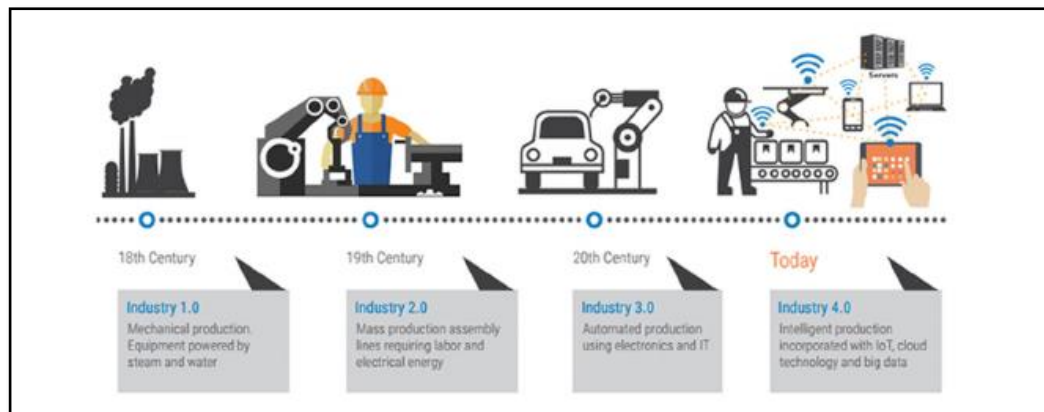 Servers
18th Century
19th Century
20th Century
Today
Industry 1.0
Mechanical production.
Equipment powered by
steam and water
Industry 2.0
Mass production assembly
lines requiring labor and
electrical energy
Industry 3.0
Automated production
using electronics and IT
Industry 4.0
Intelligent production
incorporated with IoT, cloud
technology and big data